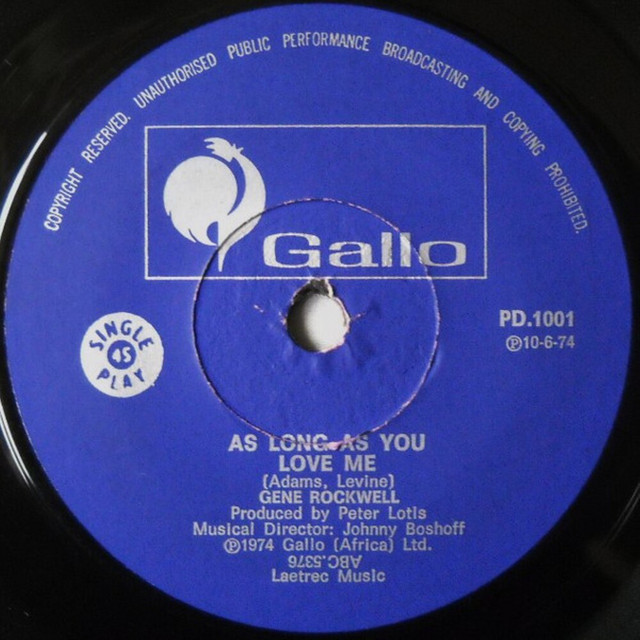 COPYRIGHT RESERVED. UNAUTHORISED PUBLIC PERFORMANCE BROADCASTING AND COPYING PROHIBITED.
Gallo
PD.1001
Ⓟ10-6-74
SINGLE
45
PLAY
AS LONG AS YOU
LOVE ME
(Adams, Levine)
GENE ROCKWELL
Produced by Peter Lotis
Musical Director: Johnny Boshoff
Ⓟ1974 Gallo (Africa) Ltd.
ABC.5376
Laetrec Music